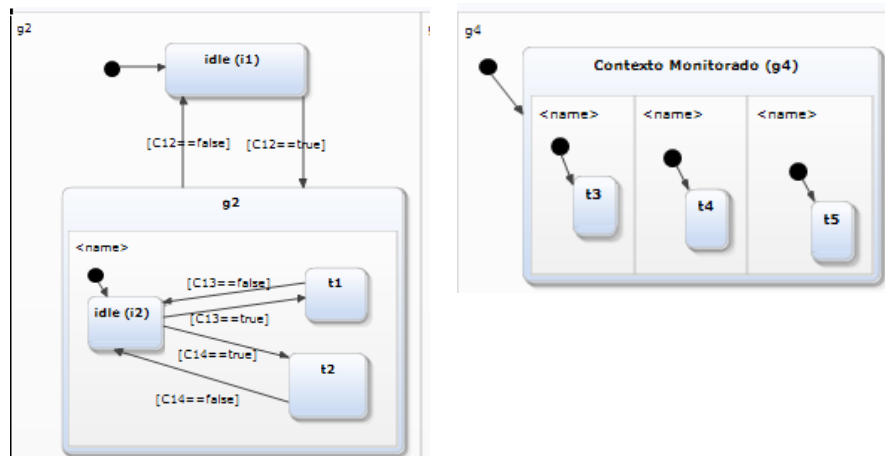 g2
idle (i1)
[C12==false]
[C12==true]
g2
<name>
[C13==false]
t1
idle (i2)
[C13==true]
[C14==true]
t2
[C14==false]
g4
Contexto Monitorado (g4)
<name>
<name>
<name>
t3
t4
t5